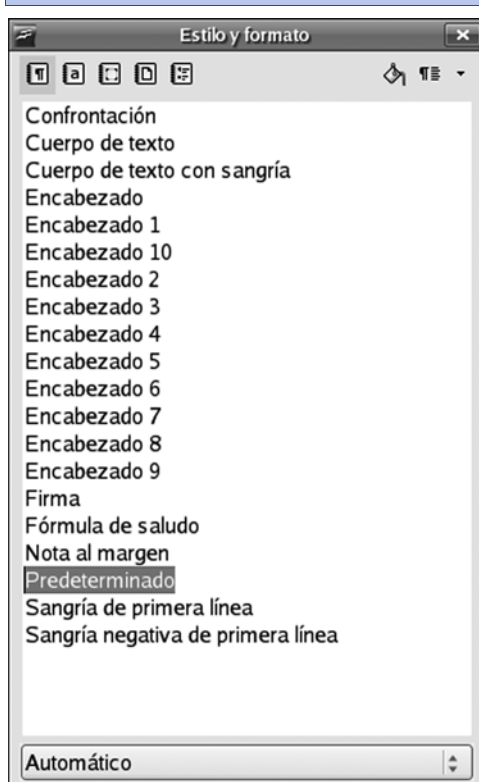 Estilo y formato
Confrontación
Cuerpo de texto
Cuerpo de texto con sangría
Encabezado
Encabezado 1
Encabezado 10
Encabezado 2
Encabezado 3
Encabezado 4
Encabezado 5
Encabezado 6
Encabezado 7
Encabezado 8
Encabezado 9
Firma
Fórmula de saludo
Nota al margen
Predeterminado
Sangría de primera línea
Sangría negativa de primera línea
Automático